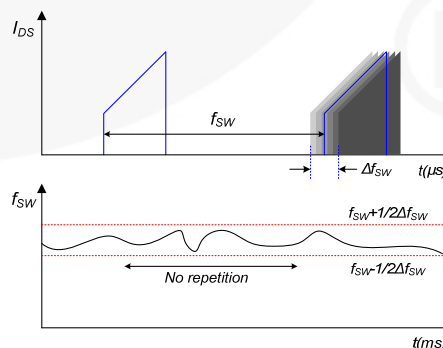 I_DS
f_SW
t(μs)
Δf_SW
f_SW
f_SW+1/2Δf_SW
No repetition
f_SW-1/2Δf_SW
t(ms)